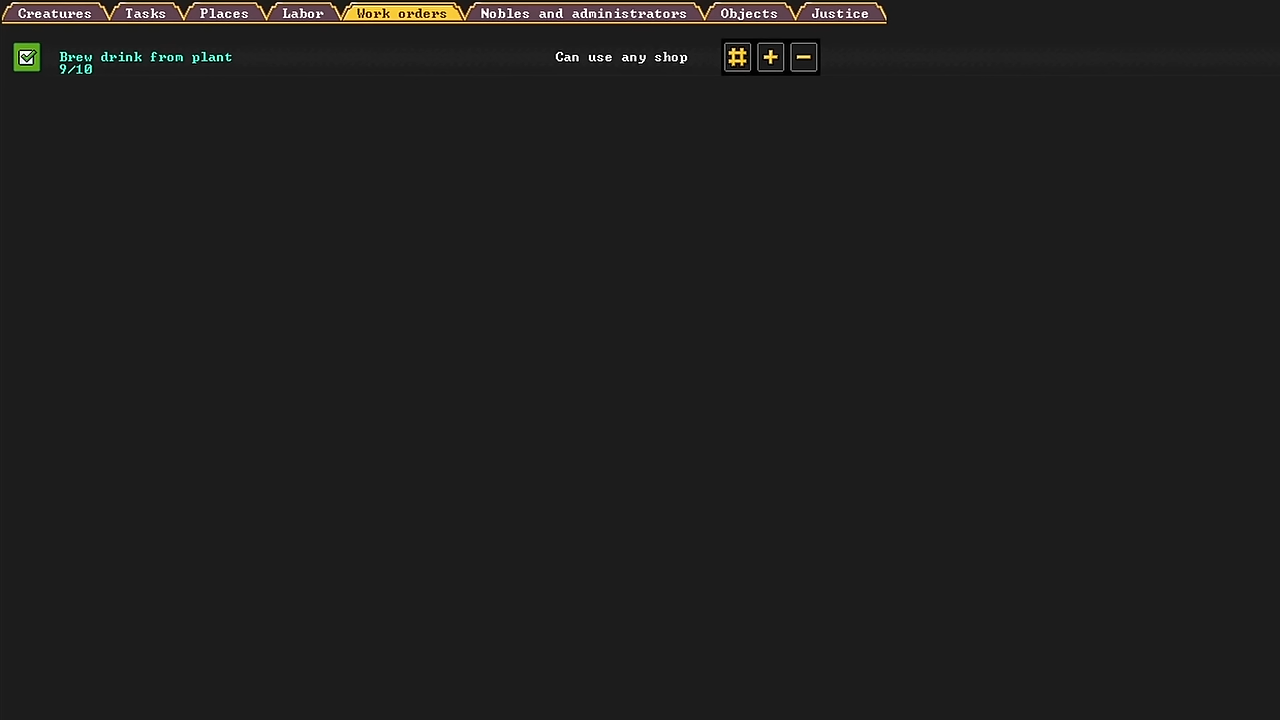 Creatures Tasks Places Labor Work orders Nobles and administrators Objects Justice
Brew drink from plant Can use any shop
9/10